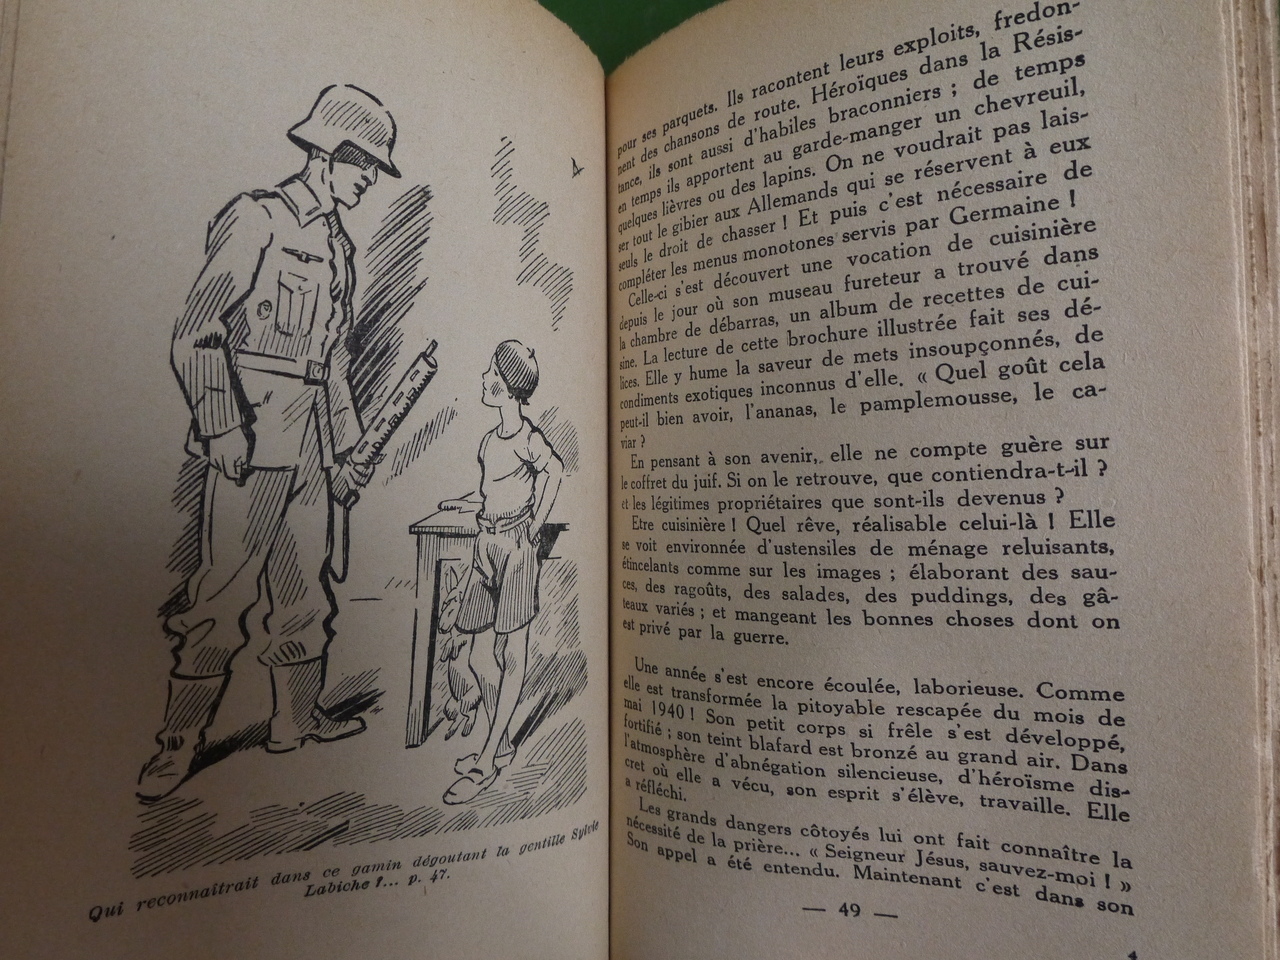 Qui reconnaîtrait dans ce gamin dégoutant la gentille Sylvie
Labiche ?... p. 47.
pour ses parquets. Ils racontent leurs exploits, fredon-
nent des chansons de route. Héroïques dans la Résis-
tance, ils sont aussi d'habiles braconniers ; de temps
en temps ils apportent au garde-manger un chevreuil,
quelques lièvres ou des lapins. On ne voudrait pas lais-
ser tout le gibier aux Allemands qui se réservent à eux
seuls le droit de chasser ! Et puis c'est nécessaire de
compléter les menus monotones servis par Germaine !
Celle-ci s'est découvert une vocation de cuisinière
depuis le jour où son museau fureteur a trouvé dans
la chambre de débarras, un album de recettes de cui-
sine. La lecture de cette brochure illustrée fait ses dé-
lices. Elle y hume la saveur de mets insoupçonnés, de
condiments exotiques inconnus d'elle. « Quel goût cela
peut-il bien avoir, l'ananas, le pamplemousse, le ca-
viar ?
En pensant à son avenir, elle ne compte guère sur
le coffret du juif. Si on le retrouve, que contiendra-t-il ?
et les légitimes propriétaires que sont-ils devenus ?
Etre cuisinière ! Quel rêve, réalisable celui-là ! Elle
se voit environnée d'ustensiles de ménage reluisants,
étincelants comme sur les images ; élaborant des sau-
ces, des ragoûts, des salades, des puddings, des gâ-
teaux variés ; et mangeant les bonnes choses dont on
est privé par la guerre.
Une année s'est encore écoulée, laborieuse. Comme
elle est transformée la pitoyable rescapée du mois de
mai 1940 ! Son petit corps si frêle s'est développé,
fortifié ; son teint blafard est bronzé au grand air. Dans
l'atmosphère d'abnégation silencieuse, d'héroïsme dis-
cret où elle a vécu, son esprit s'élève, travaille. Elle
a réfléchi.
Les grands dangers côtoyés lui ont fait connaître la
nécessité de la prière... « Seigneur Jésus, sauvez-moi ! »
Son appel a été entendu. Maintenant c'est dans son
— 49 —